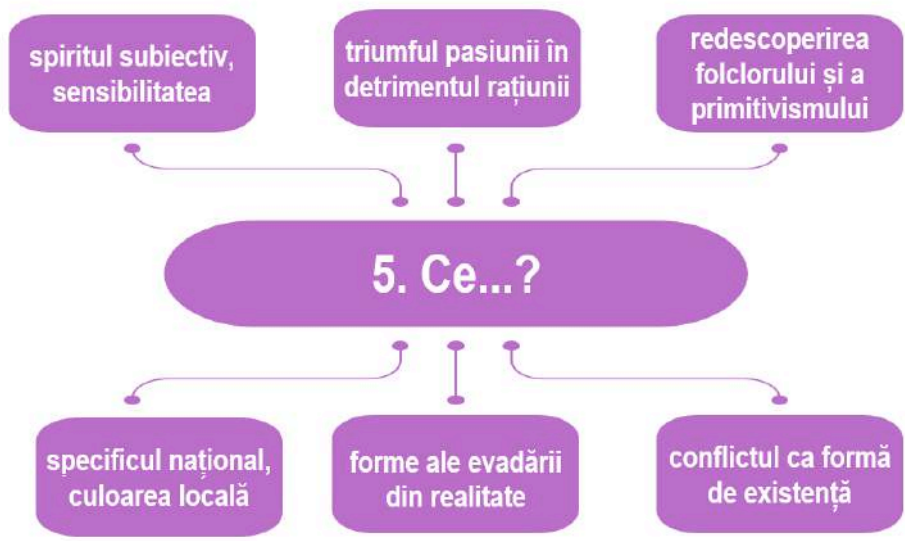 spiritul subiectiv,
sensibilitatea
triumful pasiunii în
detrimentul rațiunii
redescoperirea
folclorului și a
primitivismului
5. Ce...?
specificul național,
culoarea locală
forme ale evadării
din realitate
conflictul ca formă
de existență